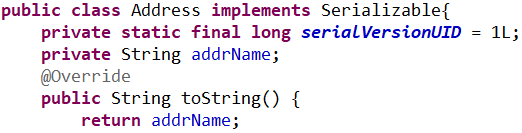 public class Address implements Serializable{
    private static final long serialVersionUID = 1L;
    private String addrName;
    @Override
    public String toString() {
        return addrName;